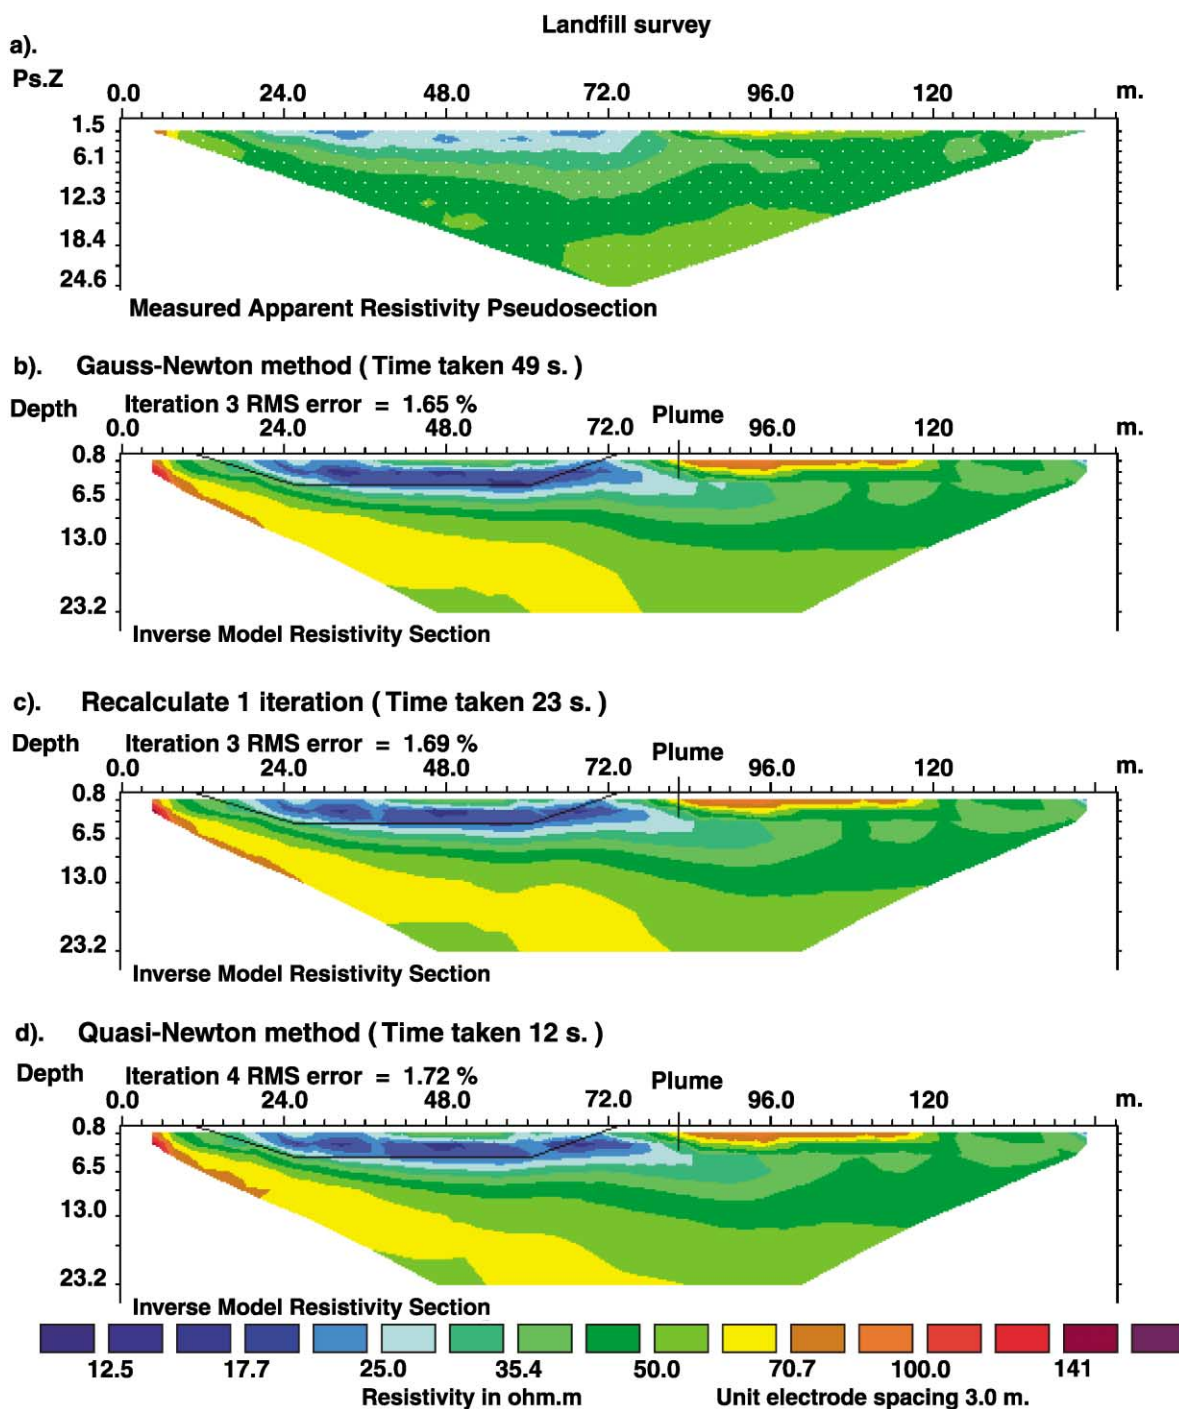 Landfill survey
a).
Ps.Z
0.0 24.0 48.0 72.0 96.0 120 m.
1.5
6.1
12.3
18.4
24.6
Measured Apparent Resistivity Pseudosection
b). Gauss-Newton method ( Time taken 49 s. )
Depth Iteration 3 RMS error = 1.65 % Plume
0.0 24.0 48.0 72.0 96.0 120 m.
0.8
6.5
13.0
23.2
Inverse Model Resistivity Section
c). Recalculate 1 iteration ( Time taken 23 s. )
Depth Iteration 3 RMS error = 1.69 % Plume
0.0 24.0 48.0 72.0 96.0 120 m.
0.8
6.5
13.0
23.2
Inverse Model Resistivity Section
d). Quasi-Newton method ( Time taken 12 s. )
Depth Iteration 4 RMS error = 1.72 % Plume
0.0 24.0 48.0 72.0 96.0 120 m.
0.8
6.5
13.0
23.2
Inverse Model Resistivity Section
12.5 17.7 25.0 35.4 50.0 70.7 100.0 141
Resistivity in ohm.m Unit electrode spacing 3.0 m.